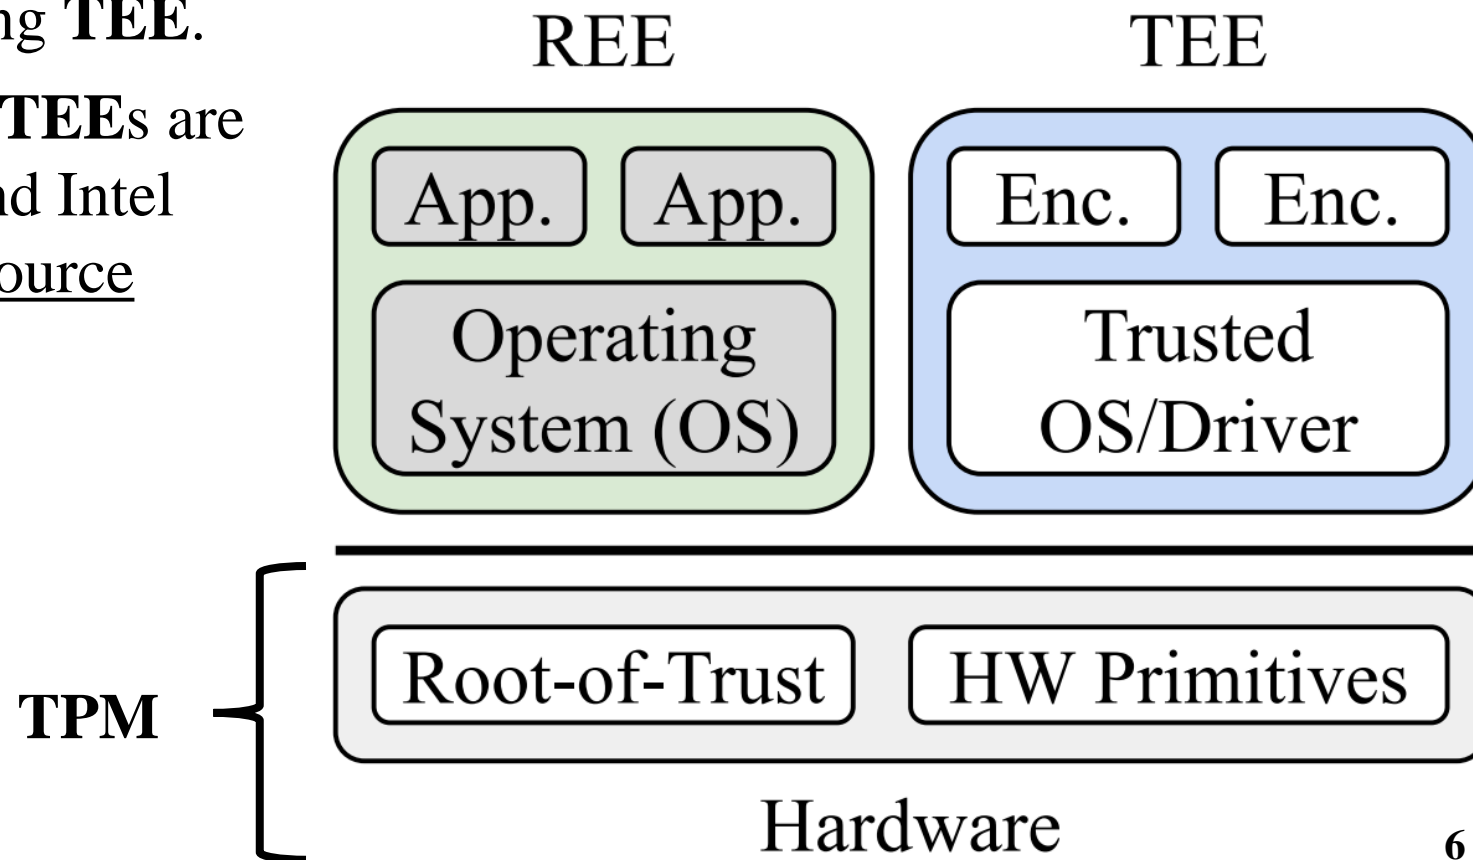 ng TEE.
TEEs are
nd Intel
ource
REE
TEE
App.
App.
Enc.
Enc.
Operating
System (OS)
Trusted
OS/Driver
TPM
Root-of-Trust
HW Primitives
Hardware
6